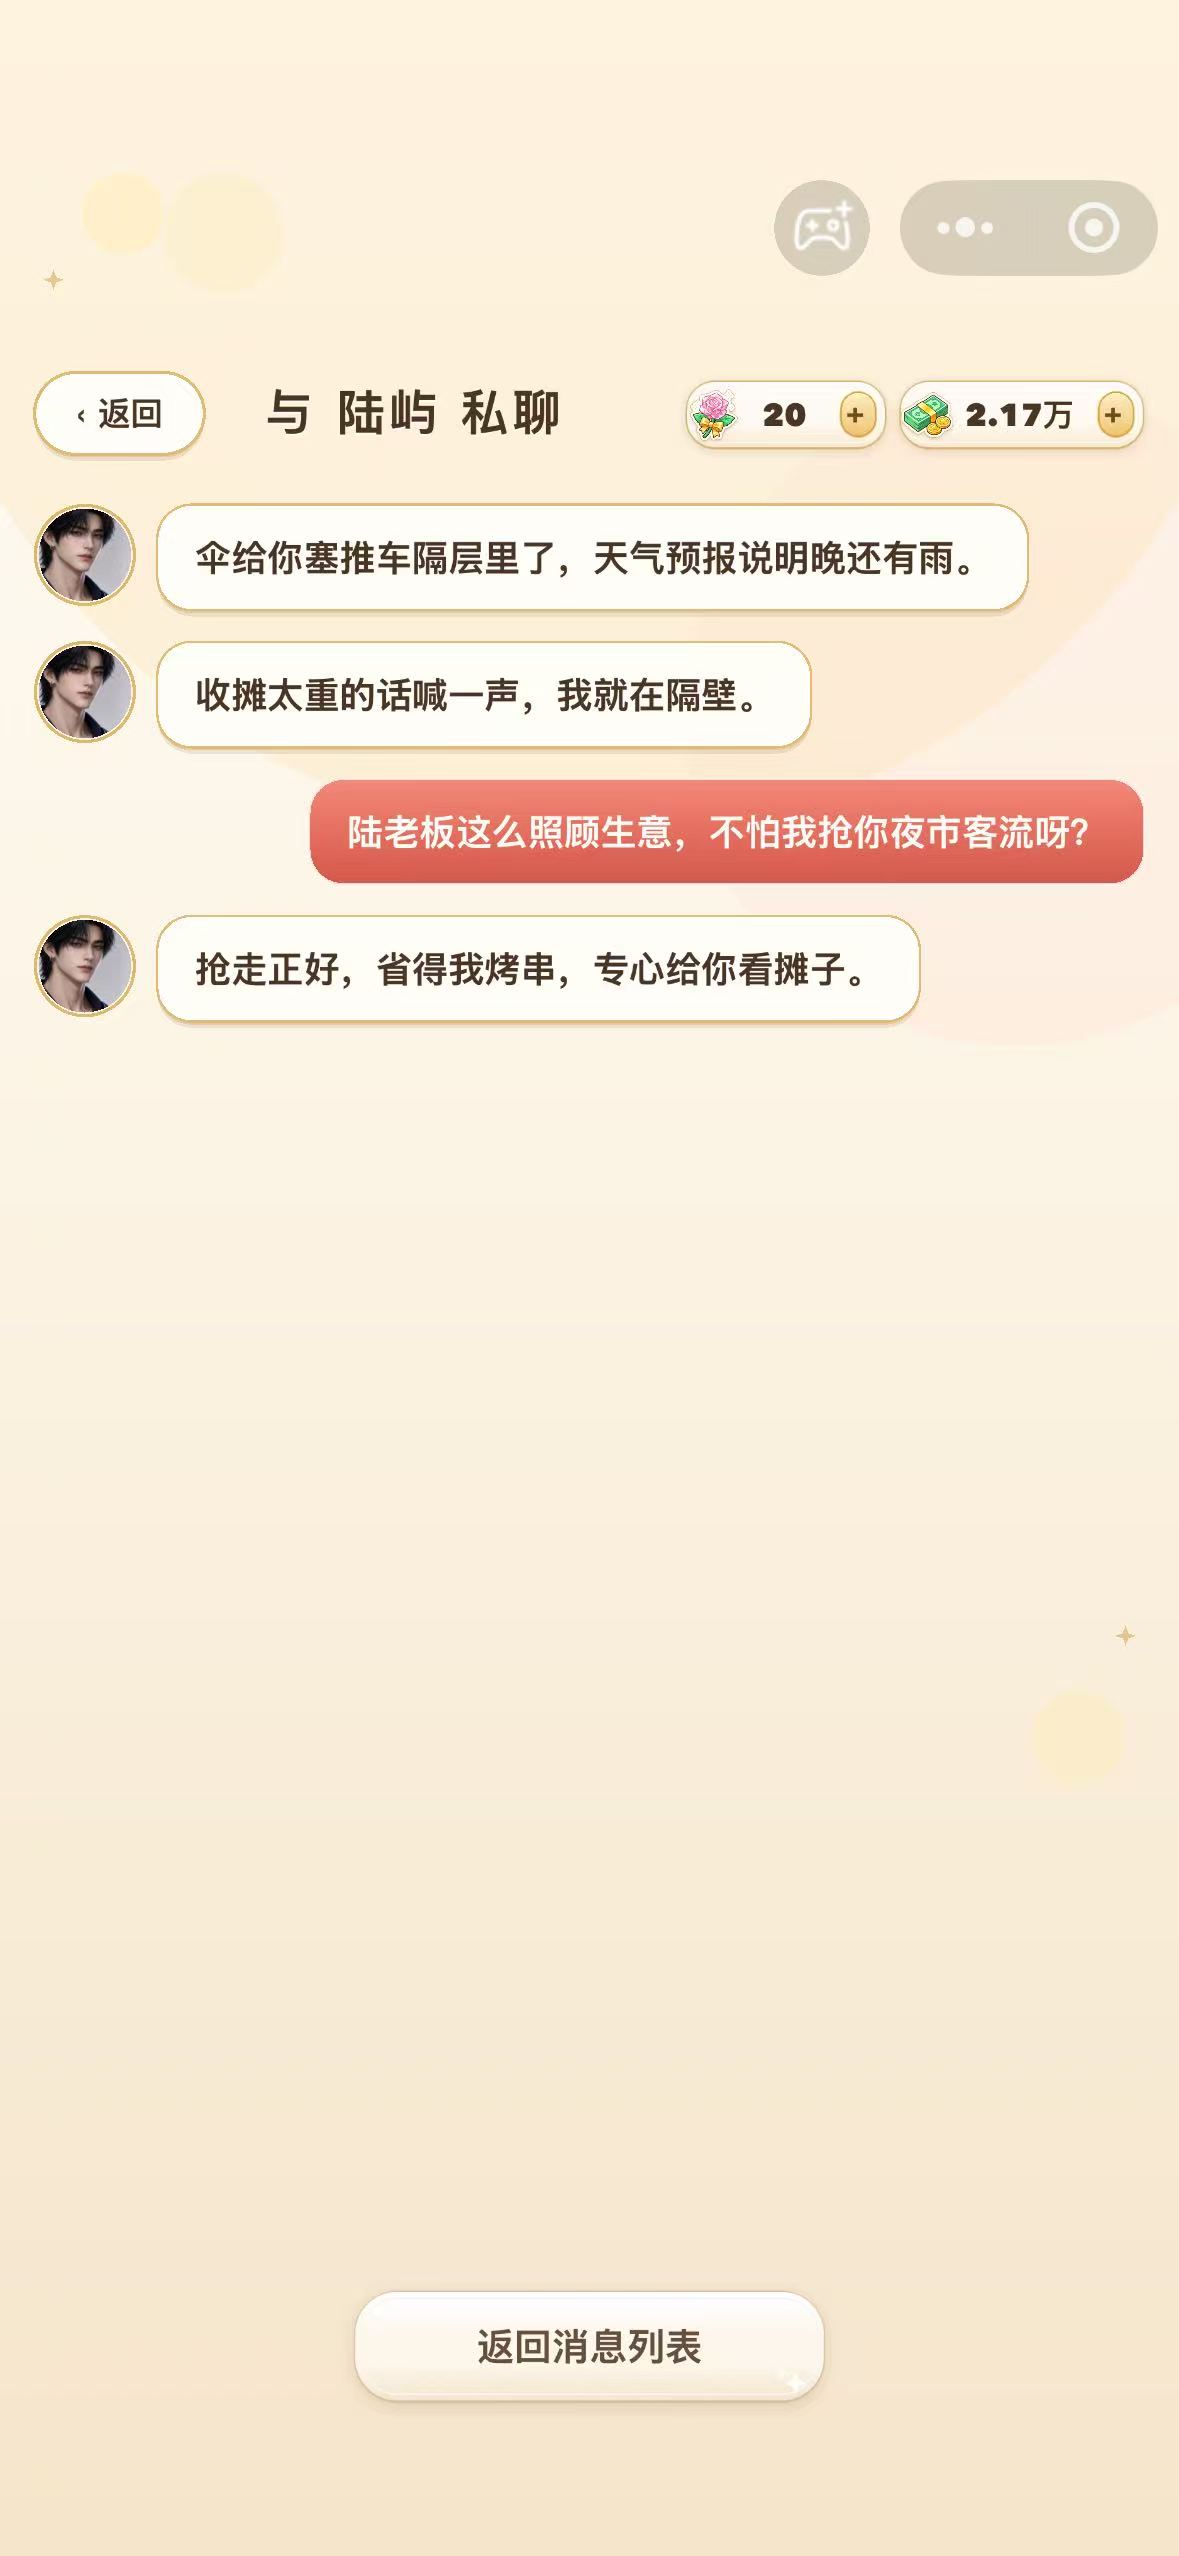 ‹ 返回
与 陆屿 私聊
20
+
2.17万
+
伞给你塞推车隔层里了，天气预报说明晚还有雨。
收摊太重的话喊一声，我就在隔壁。
陆老板这么照顾生意，不怕我抢你夜市客流呀？
抢走正好，省得我烤串，专心给你看摊子。
返回消息列表